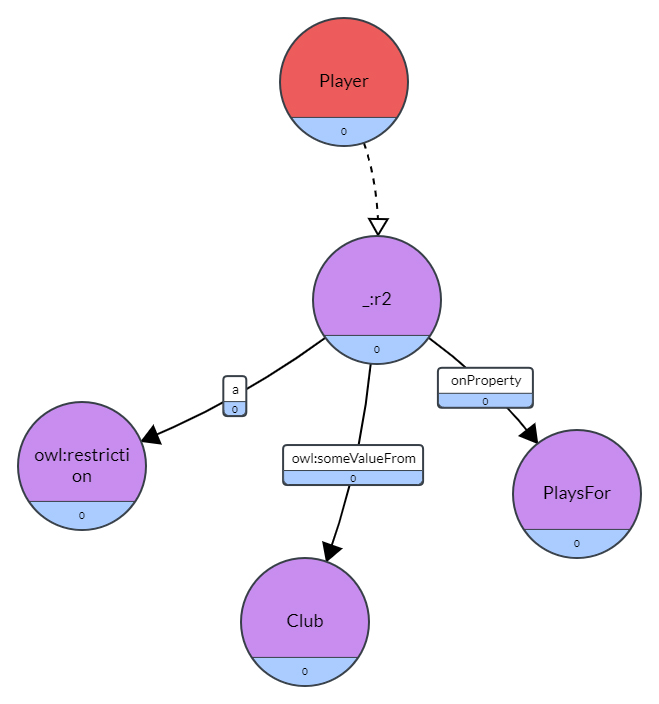 Player
0
_:r2
0
a
0
onProperty
0
owl:restricti
on
0
owl:someValueFrom
0
PlaysFor
0
Club
0